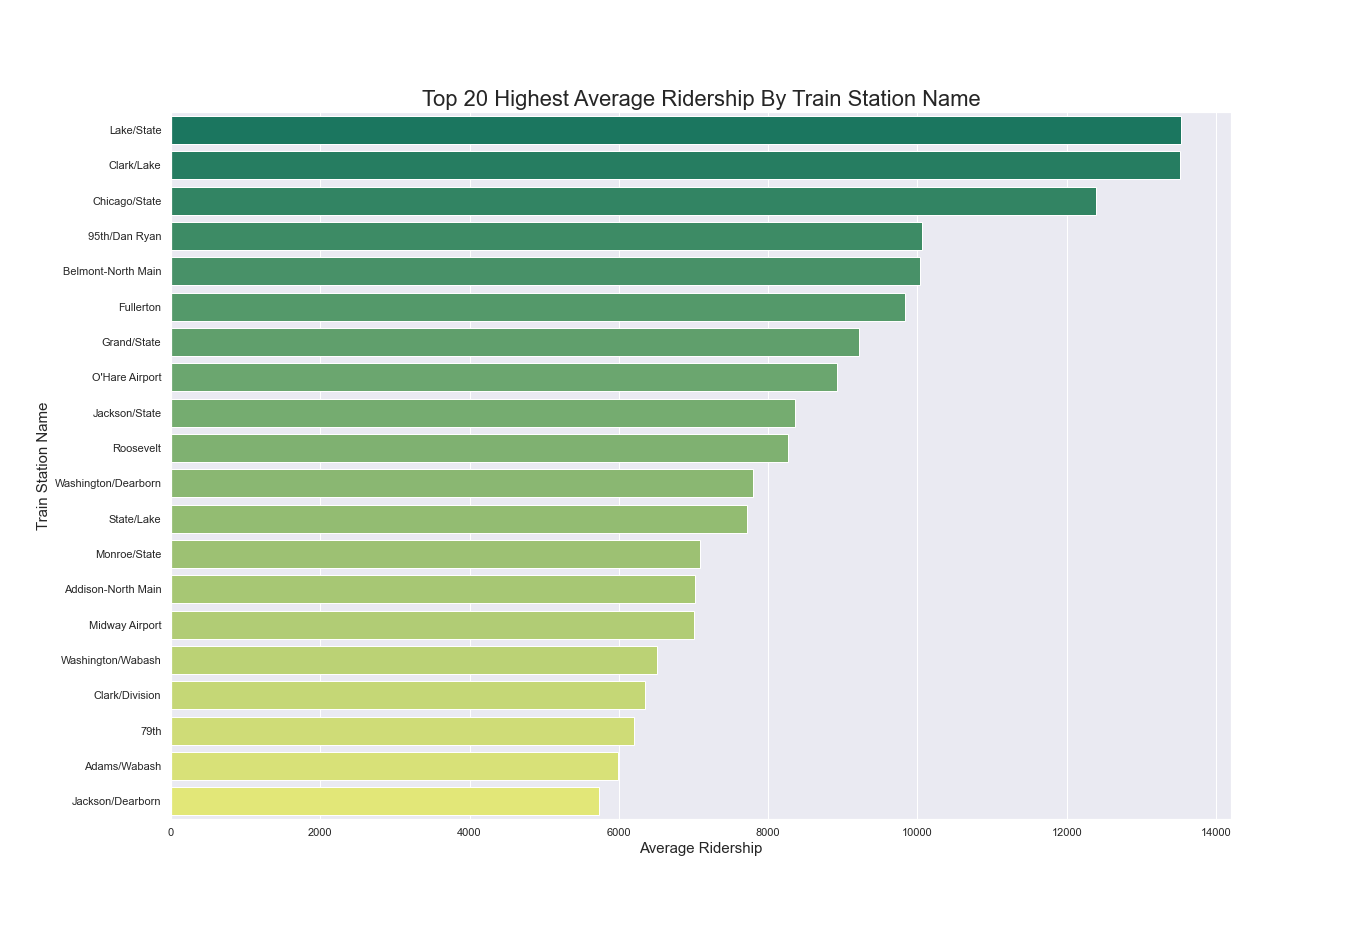 Top 20 Highest Average Ridership By Train Station Name
Train Station Name
Lake/State
Clark/Lake
Chicago/State
95th/Dan Ryan
Belmont-North Main
Fullerton
Grand/State
O'Hare Airport
Jackson/State
Roosevelt
Washington/Dearborn
State/Lake
Monroe/State
Addison-North Main
Midway Airport
Washington/Wabash
Clark/Division
79th
Adams/Wabash
Jackson/Dearborn
0 2000 4000 6000 8000 10000 12000 14000
Average Ridership